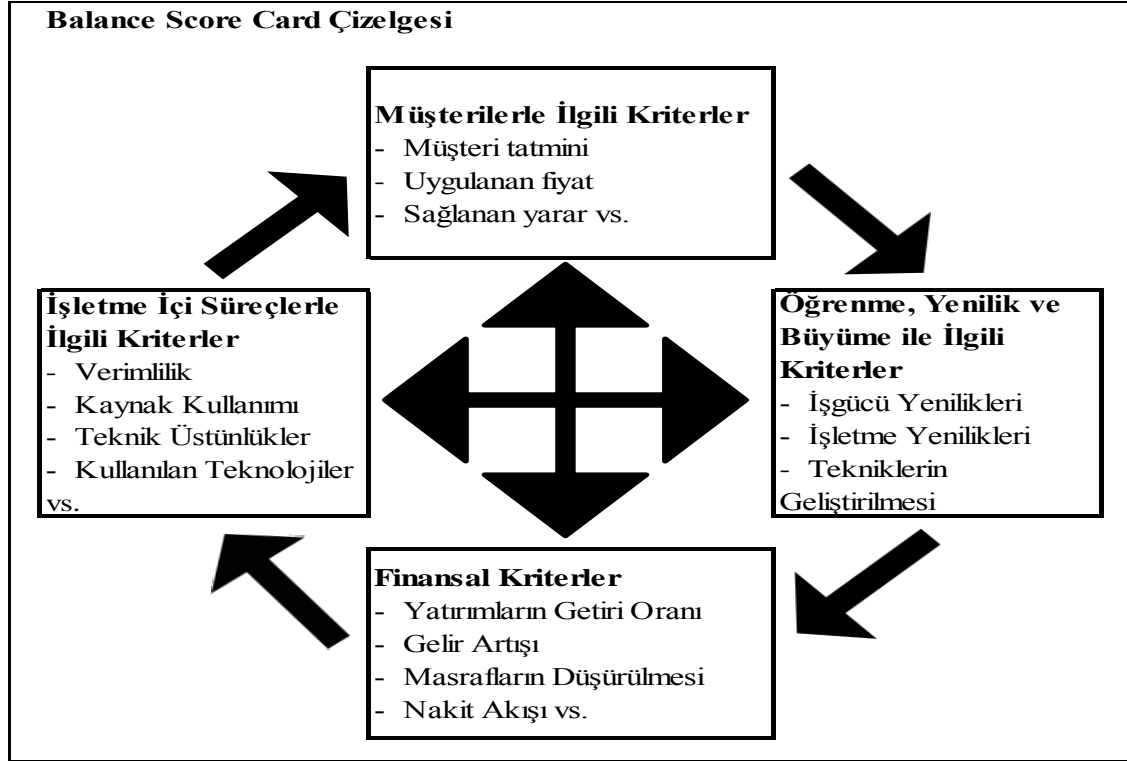 Balance Score Card Çizelgesi
Müşterilerle İlgili Kriterler
- Müşteri tatmini
- Uygulanan fiyat
- Sağlanan yarar vs.
İşletme İçi Süreçlerle
İlgili Kriterler
- Verimlilik
- Kaynak Kullanımı
- Teknik Üstünlükler
- Kullanılan Teknolojiler
vs.
Öğrenme, Yenilik ve
Büyüme ile İlgili
Kriterler
- İşgücü Yenilikleri
- İşletme Yenilikleri
- Tekniklerin
Geliştirilmesi
Finansal Kriterler
- Yatırımların Getiri Oranı
- Gelir Artışı
- Masrafların Düşürülmesi
- Nakit Akışı vs.